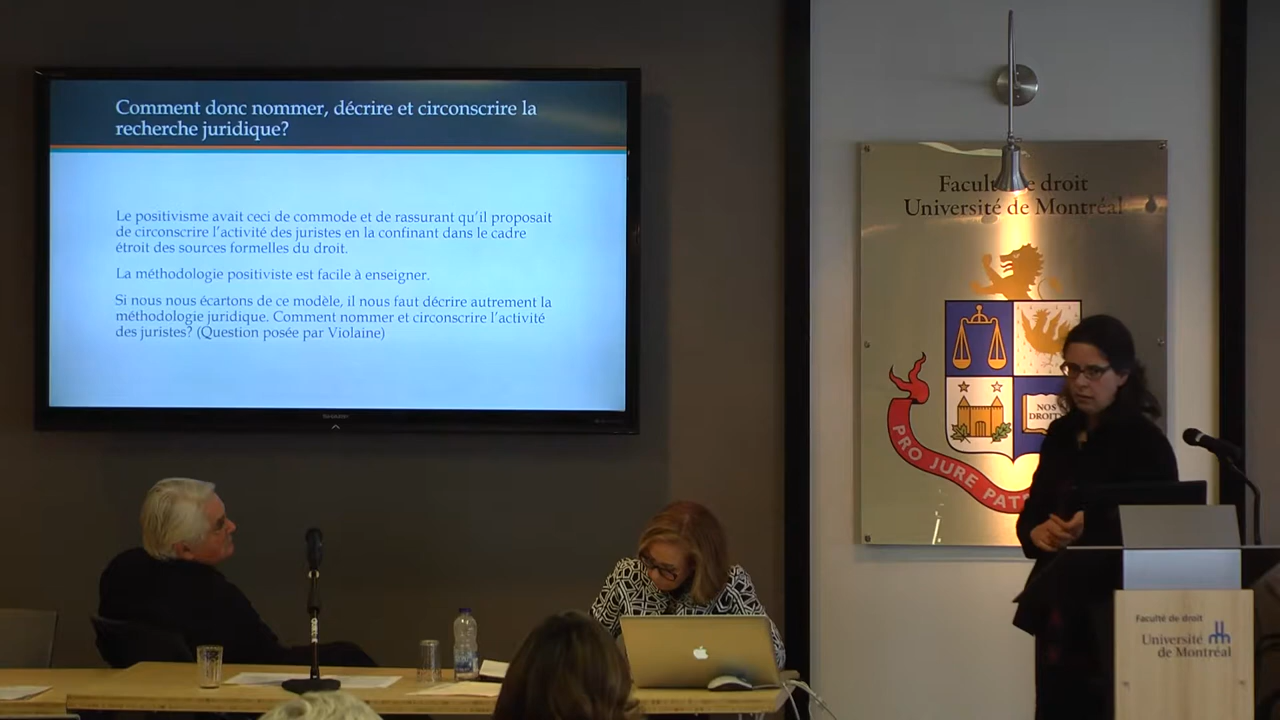 Comment donc nommer, décrire et circonscrire la
recherche juridique?
Le positivisme avait ceci de commode et de rassurant qu'il proposait
de circonscrire l'activité des juristes en la confinant dans le cadre
étroit des sources formelles du droit.
La méthodologie positiviste est facile à enseigner.
Si nous nous écartons de ce modèle, il nous faut décrire autrement la
méthodologie juridique. Comment nommer et circonscrire l'activité
des juristes? (Question posée par Violaine)
Faculté de droit
Université de Montréal
NOS
DROIT
PRO JURE PAT
Faculté de droit
Université
de Montréal